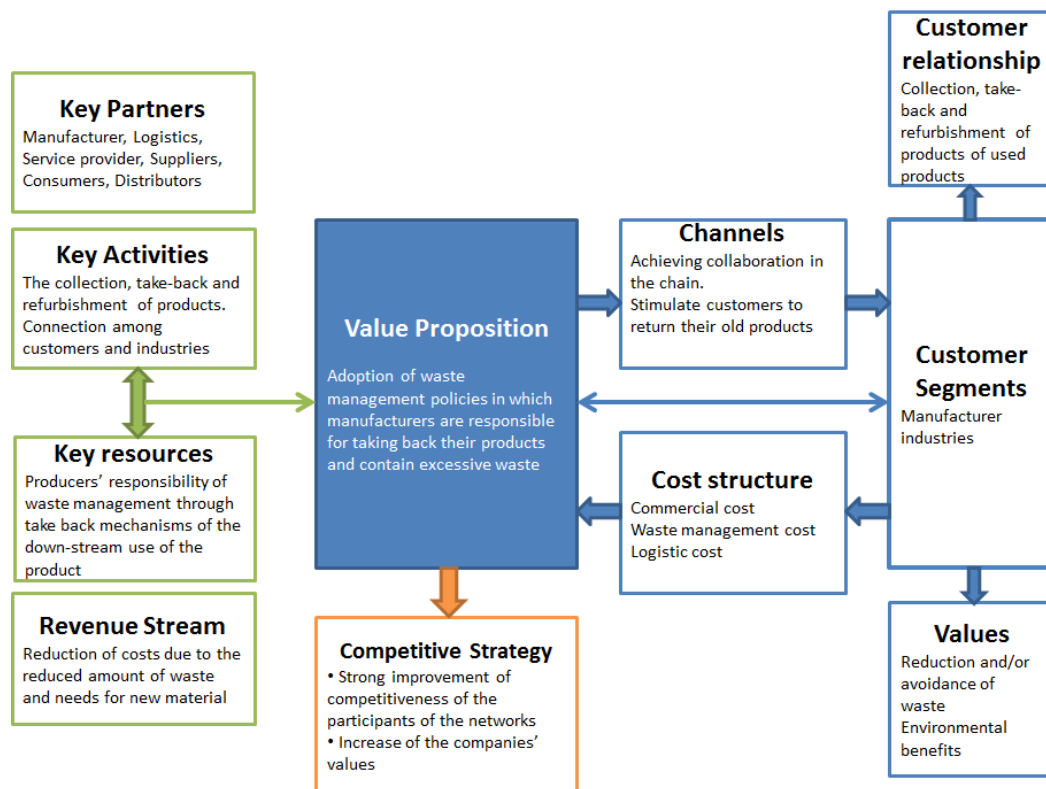 Key Partners
Manufacturer, Logistics,
Service provider, Suppliers,
Consumers, Distributors
Key Activities
The collection, take-back and
refurbishment of products.
Connection among
customers and industries
Key resources
Producers’ responsibility of
waste management through
take back mechanisms of the
down-stream use of the
product
Revenue Stream
Reduction of costs due to the
reduced amount of waste
and needs for new material
Value Proposition
Adoption of waste
management policies in which
manufacturers are responsible
for taking back their products
and contain excessive waste
Competitive Strategy
• Strong improvement of
competitiveness of the
participants of the networks
• Increase of the companies’
values
Channels
Achieving collaboration in
the chain.
Stimulate customers to
return their old products
Cost structure
Commercial cost
Waste management cost
Logistic cost
Customer
relationship
Collection, take-
back and
refurbishment of
products of used
products
Customer
Segments
Manufacturer
industries
Values
Reduction and/or
avoidance of
waste
Environmental
benefits